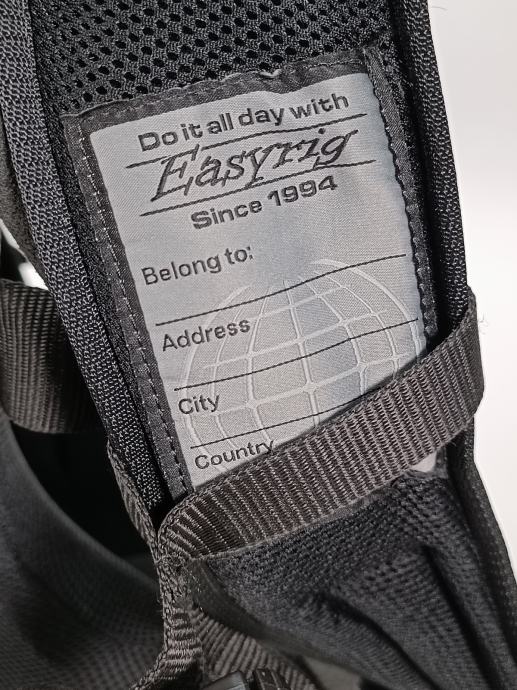 Do it all day with
Easyrig
Since 1994
Belong to:
Address
City
Country